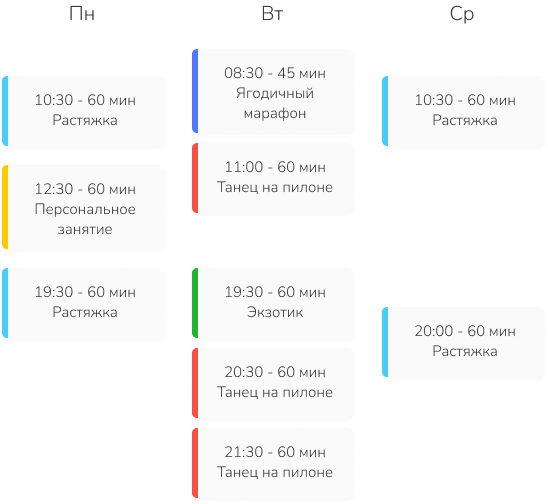 Пн
Вт
Ср
10:30 - 60 мин
Растяжка
12:30 - 60 мин
Персональное
занятие
19:30 - 60 мин
Растяжка
08:30 - 45 мин
Ягодичный
марафон
11:00 - 60 мин
Танец на пилоне
19:30 - 60 мин
Экзотик
20:30 - 60 мин
Танец на пилоне
21:30 - 60 мин
Танец на пилоне
10:30 - 60 мин
Растяжка
20:00 - 60 мин
Растяжка